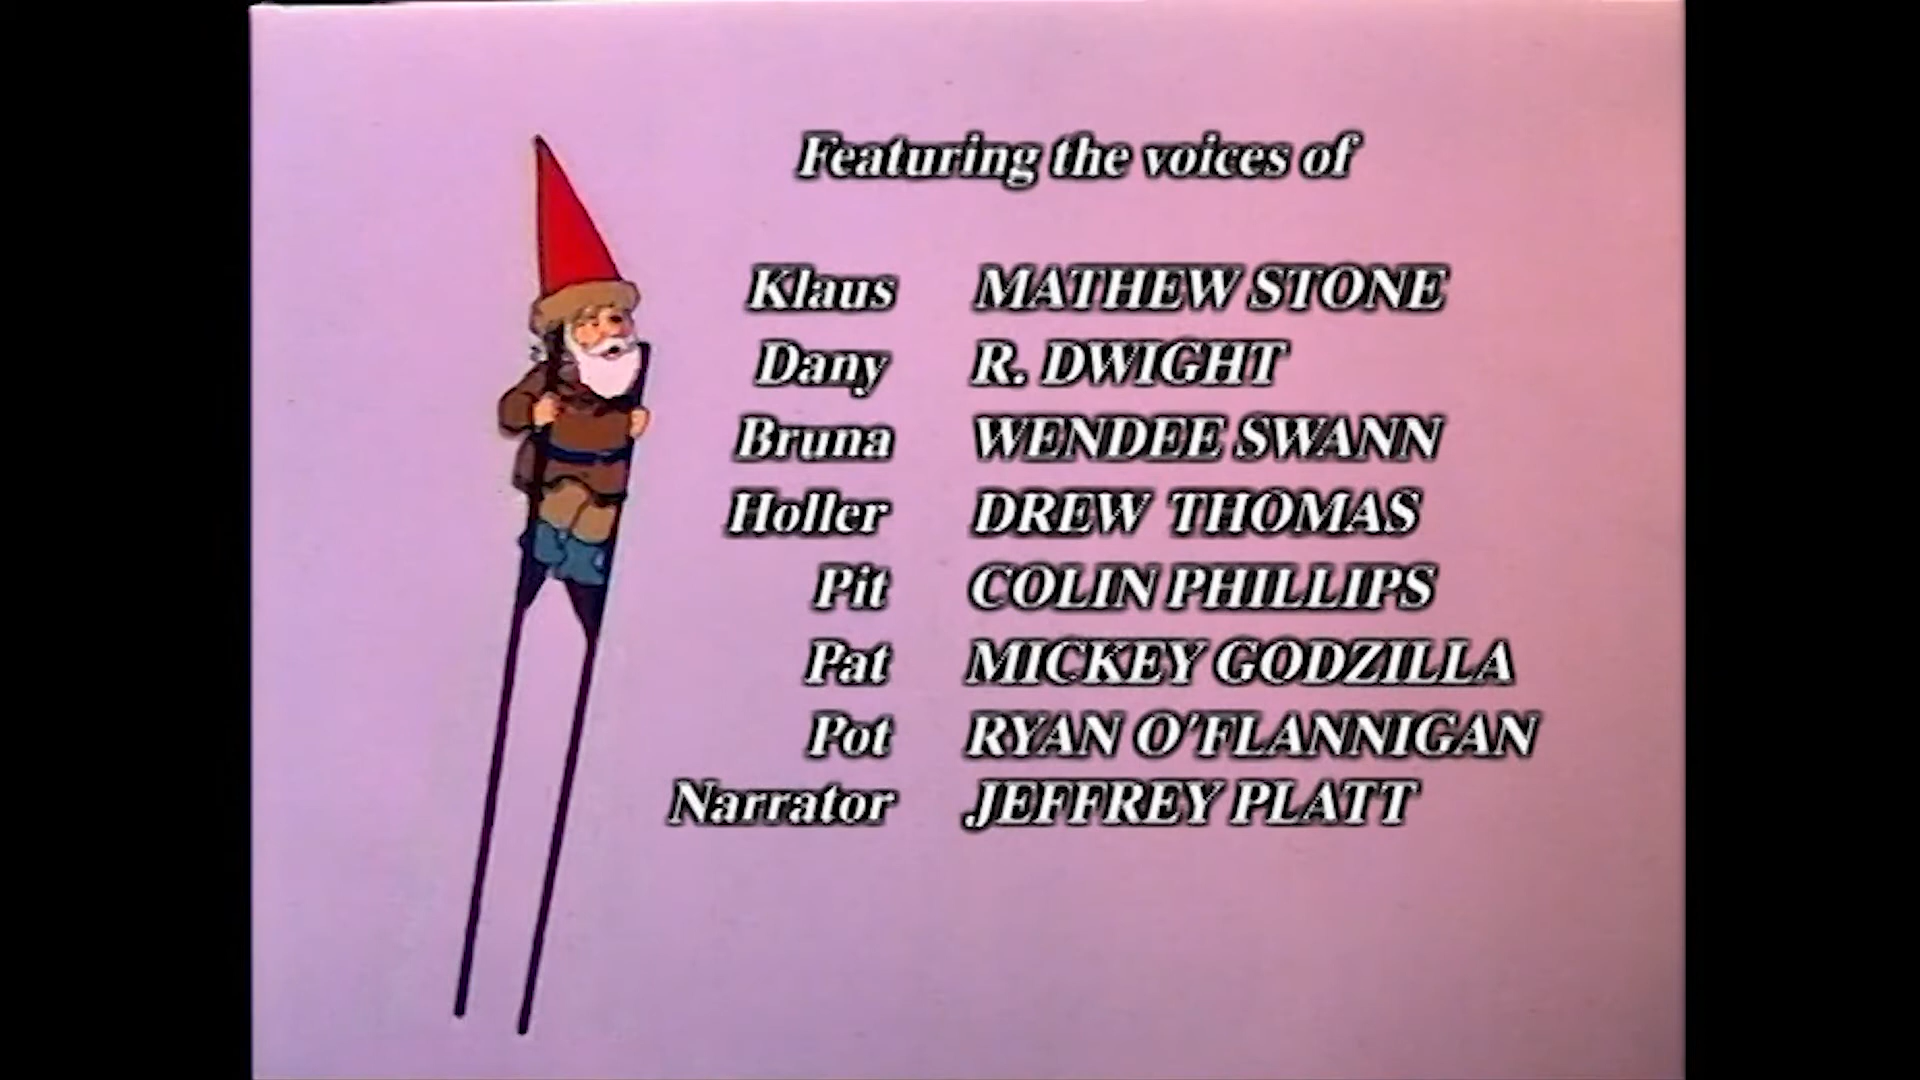 Featuring the voices of
Klaus MATHEW STONE
Dany R. DWIGHT
Bruna WENDEE SWANN
Holler DREW THOMAS
Pit COLIN PHILLIPS
Pat MICKEY GODZILLA
Pot RYAN O'FLANNIGAN
Narrator JEFFREY PLATT